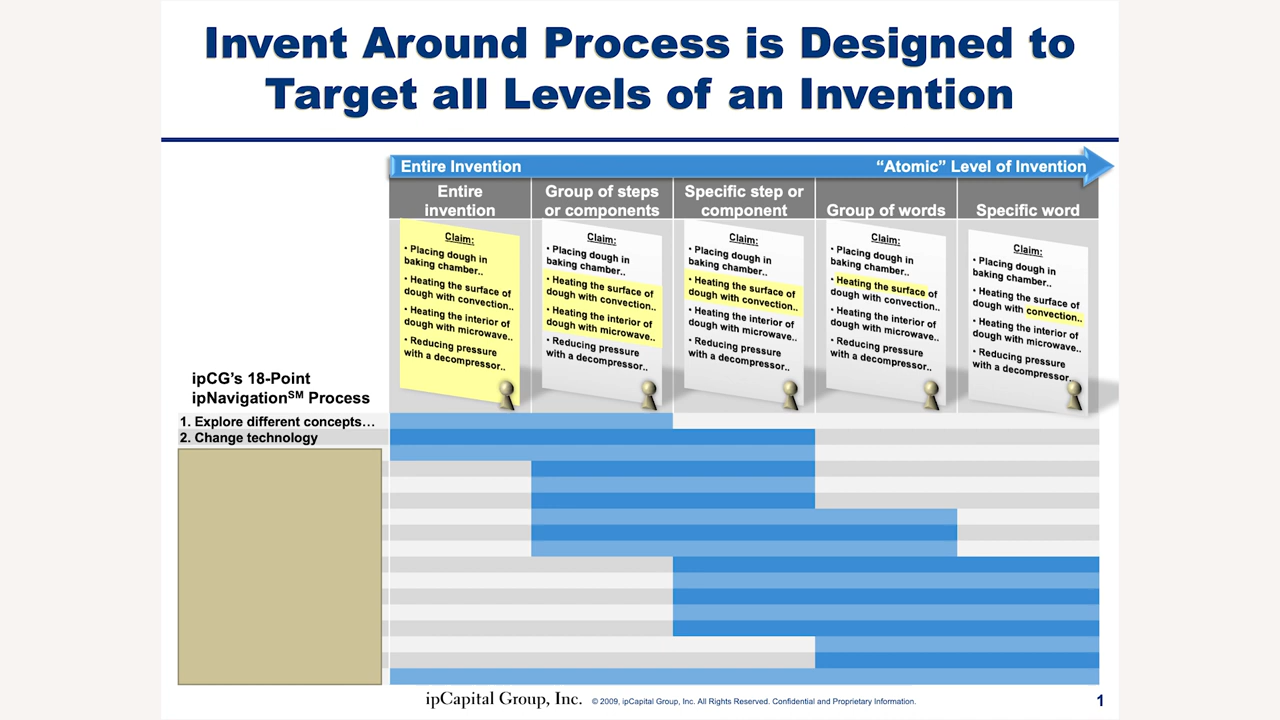 Invent Around Process is Designed to
Target all Levels of an Invention
Entire Invention
“Atomic” Level of Invention
Entire
invention
Group of steps
or components
Specific step or
component
Group of words
Specific word
Claim:
• Placing dough in
baking chamber..
• Heating the surface of
dough with convection..
• Heating the interior of
dough with microwave..
• Reducing pressure
with a decompressor..
Claim:
• Placing dough in
baking chamber..
• Heating the surface of
dough with convection..
• Heating the interior of
dough with microwave..
• Reducing pressure
with a decompressor..
Claim:
• Placing dough in
baking chamber..
• Heating the surface of
dough with convection..
• Heating the interior of
dough with microwave..
• Reducing pressure
with a decompressor..
Claim:
• Placing dough in
baking chamber..
• Heating the surface of
dough with convection..
• Heating the interior of
dough with microwave..
• Reducing pressure
with a decompressor..
Claim:
• Placing dough in
baking chamber..
• Heating the surface of
dough with convection..
• Heating the interior of
dough with microwave..
• Reducing pressure
with a decompressor..
ipCG’s 18-Point
ipNavigationSM Process
1. Explore different concepts…
2. Change technology
ipCapital Group, Inc. © 2009, ipCapital Group, Inc. All Rights Reserved. Confidential and Proprietary Information.
1